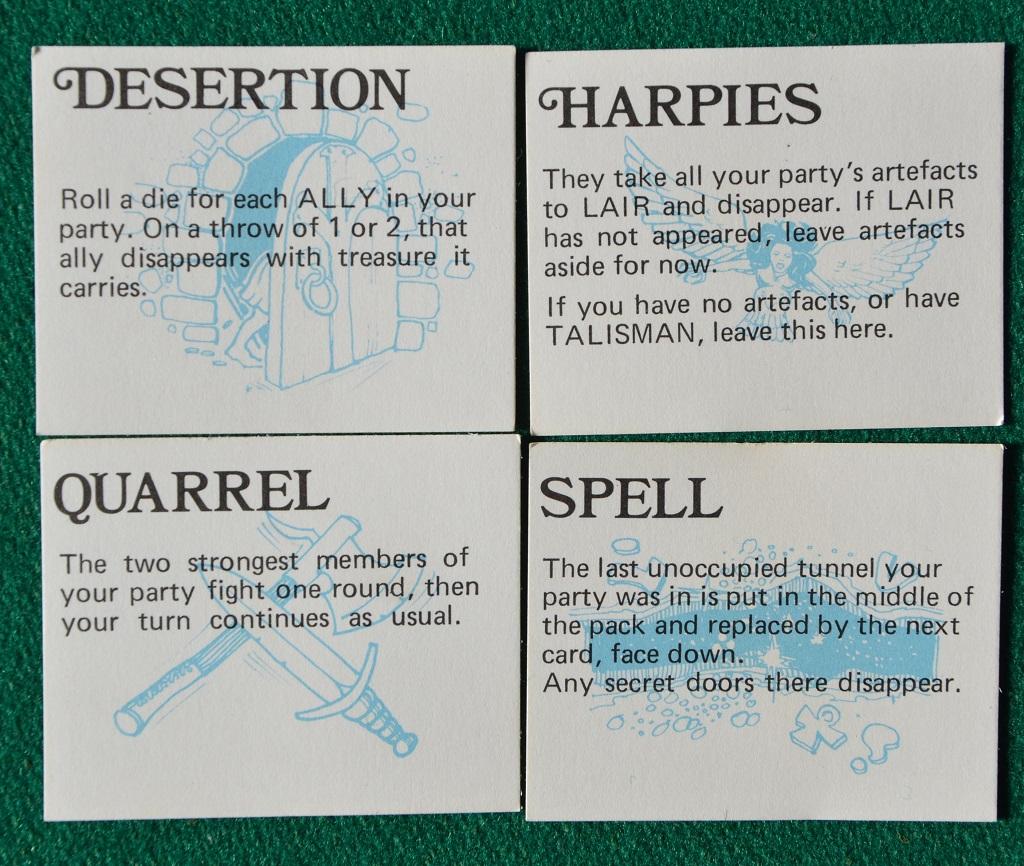 DESERTION
Roll a die for each ALLY in your
party. On a throw of 1 or 2, that
ally disappears with treasure it
carries.
HARPIES
They take all your party's artefacts
to LAIR and disappear. If LAIR
has not appeared, leave artefacts
aside for now.
If you have no artefacts, or have
TALISMAN, leave this here.
QUARREL
The two strongest members of
your party fight one round, then
your turn continues as usual.
SPELL
The last unoccupied tunnel your
party was in is put in the middle of
the pack and replaced by the next
card, face down.
Any secret doors there disappear.